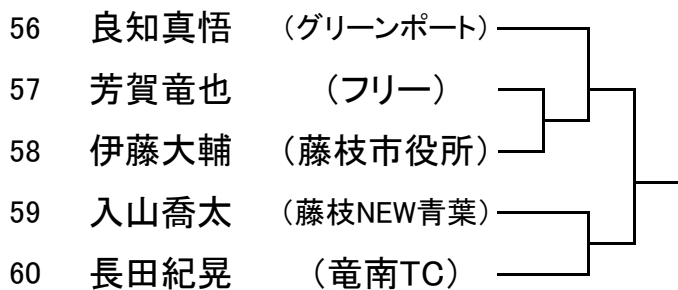 56 良知真悟 （グリーンポート）
57 芳賀竜也 （フリー）
58 伊藤大輔 （藤枝市役所）
59 入山喬太 （藤枝NEW青葉）
60 長田紀晃 （竜南TC）